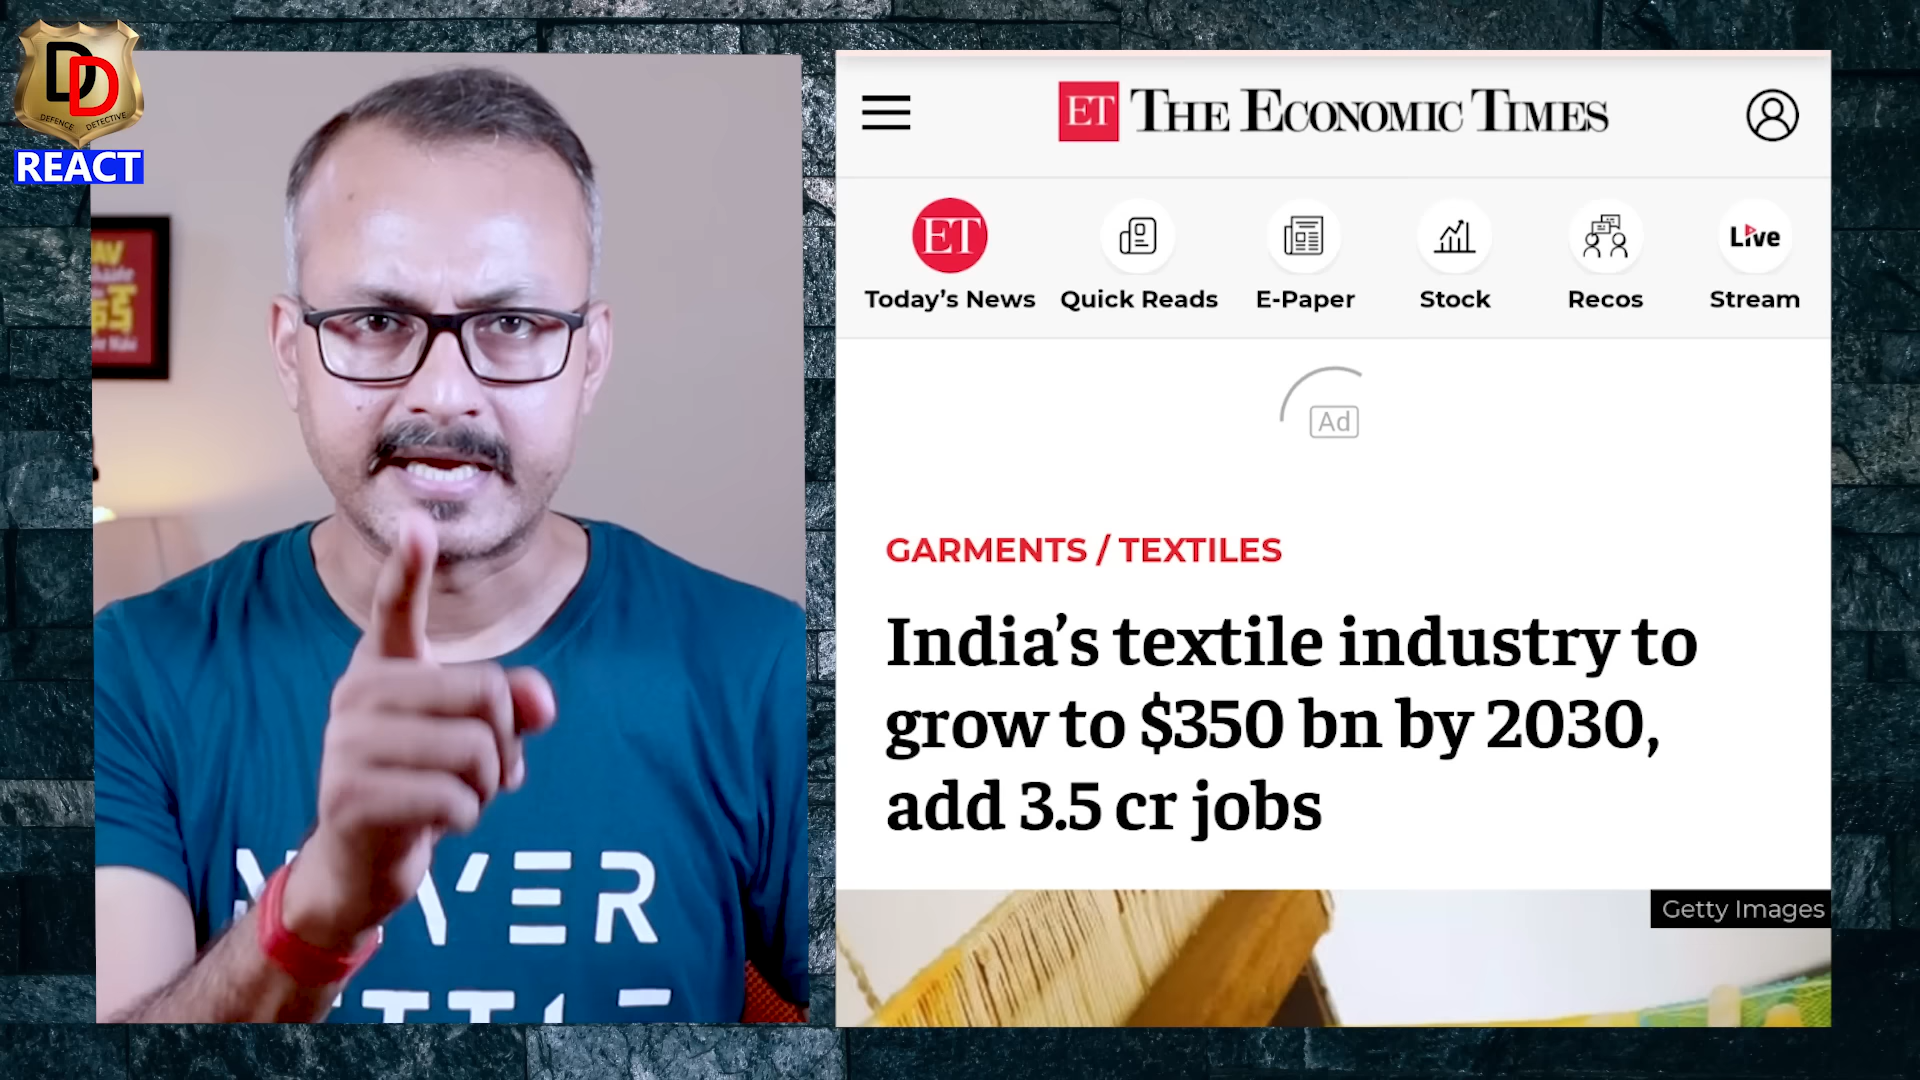 DD
DEFENCE DETECTIVE
REACT
ET THE ECONOMIC TIMES
ET
Live
Today’s News
Quick Reads
E-Paper
Stock
Recos
Stream
Ad
GARMENTS / TEXTILES
India’s textile industry to
grow to $350 bn by 2030,
add 3.5 cr jobs
Getty Images